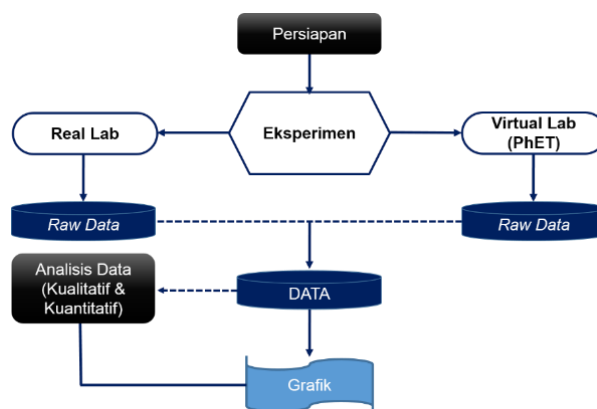 Persiapan
Real Lab
Eksperimen
Virtual Lab
(PhET)
Raw Data
Raw Data
Analisis Data
(Kualitatif &
Kuantitatif)
DATA
Grafik